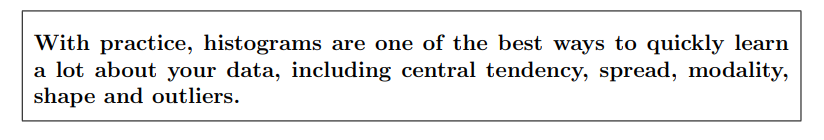 With practice, histograms are one of the best ways to quickly learn
a lot about your data, including central tendency, spread, modality,
shape and outliers.